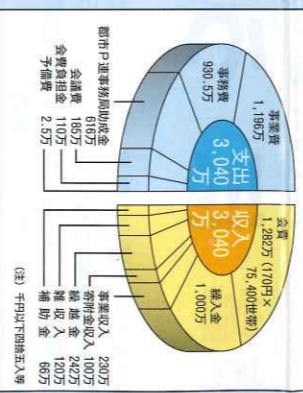 事業費
1,196万
事務費
930.5万
郡市P連事務局助成金
616万
会議費 185万
会費負担金 110万
予備費 2.5万
支出
3,040
万
収入
3,040
万
会費
1,282万(170円×
75,400世帯)
繰入金
1,000万
事業収入 230万
寄附金収入 100万
繰越金 242万
雑収入 120万
補助金 66万
(注) 千円以下四捨五入等